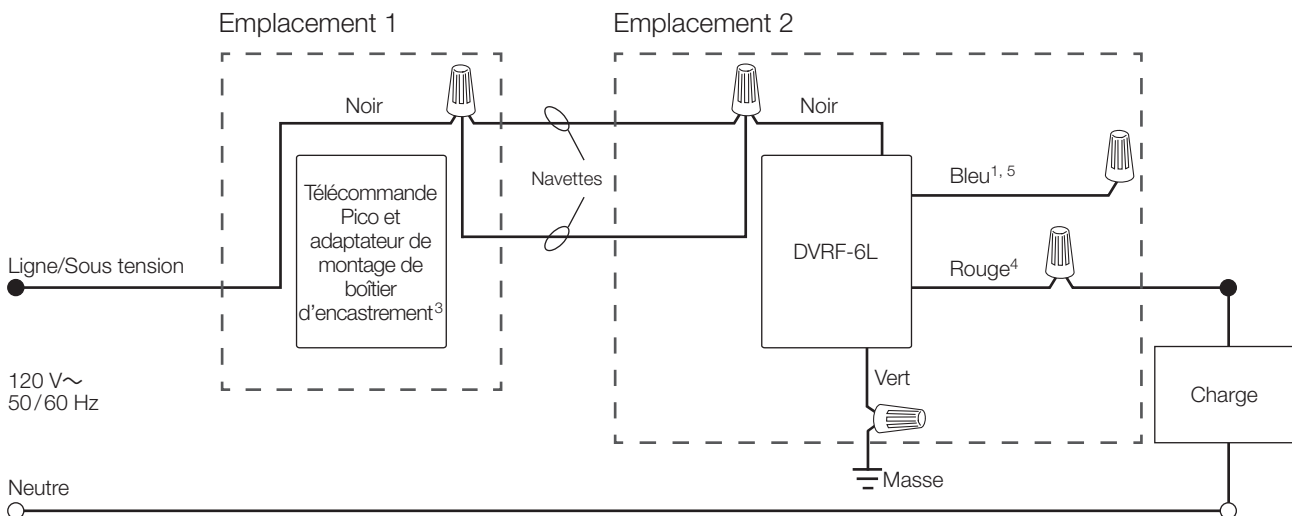 Emplacement 1
Emplacement 2
Noir
Noir
Navettes
Télécommande
Pico et
adaptateur de
montage de
boîtier
d'encastrement³
Bleu¹, ⁵
DVRF-6L
Ligne/Sous tension
Rouge⁴
120 V～
50/60 Hz
Vert
Charge
Masse
Neutre